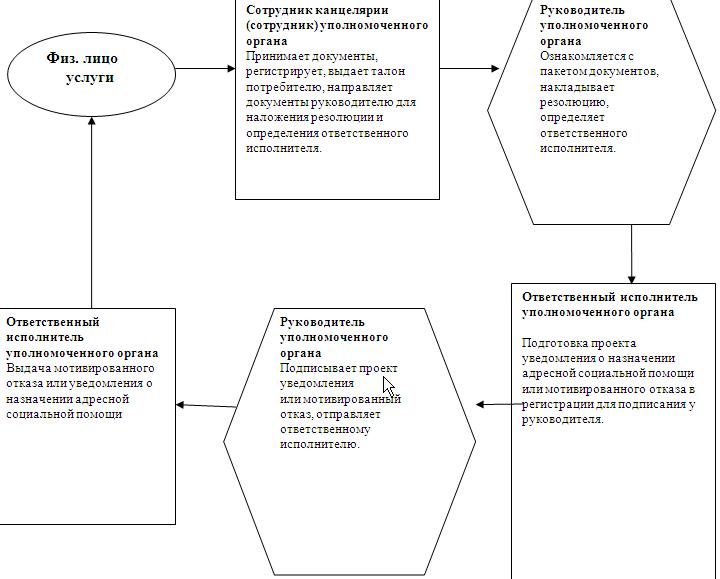 Физ. лицо
услуги
Сотрудник канцелярии
(сотрудник) уполномоченного
органа
Принимает документы,
регистрирует, выдает талон
потребителю, направляет
документы руководителю для
наложения резолюции и
определения ответственного
исполнителя.
Руководитель
уполномоченного
органа
Ознакомляется с
пакетом документов,
накладывает
резолюцию,
определяет
ответственного
исполнителя.
Ответственный исполнитель
уполномоченного органа
Подготовка проекта
уведомления о назначении
адресной социальной помощи
или мотивированного отказа в
регистрации для подписания у
руководителя.
Руководитель
уполномоченного
органа
Подписывает проект
уведомления
или мотивированный
отказ, отправляет
ответственному
исполнителю.
Ответственный
исполнитель
уполномоченного органа
Выдача мотивированного
отказа или уведомления о
назначении адресной
социальной помощи